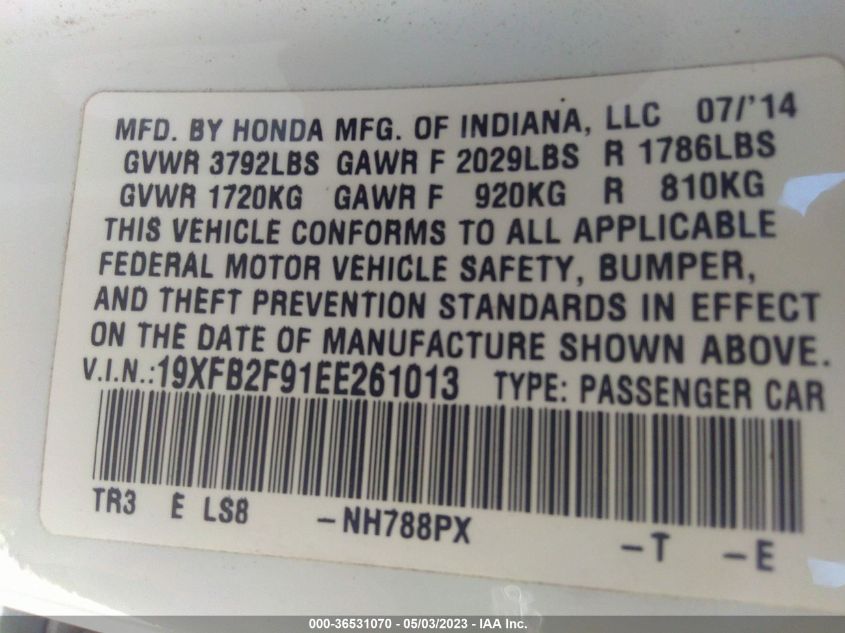 MFD. BY HONDA MFG. OF INDIANA, LLC 07/'14
GVWR 3792LBS GAWR F 2029LBS R 1786LBS
GVWR 1720KG GAWR F 920KG R 810KG
THIS VEHICLE CONFORMS TO ALL APPLICABLE
FEDERAL MOTOR VEHICLE SAFETY, BUMPER,
AND THEFT PREVENTION STANDARDS IN EFFECT
ON THE DATE OF MANUFACTURE SHOWN ABOVE.
V.I.N.:19XFB2F91EE261013 TYPE: PASSENGER CAR
TR3 E LS8 -NH788PX -T -E
000-36531070 - 05/03/2023 - IAA Inc.